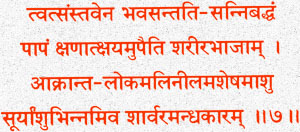 त्वत्संस्तवेन भवसन्तति-सन्निबद्धं
पापं क्षणात्क्षयमुपैति शरीरभाजाम् ।
आक्रान्त-लोकमलिनीलमशेषमाशु
सूर्यांशुभिन्नमिव शार्वरमन्धकारम् ॥७॥